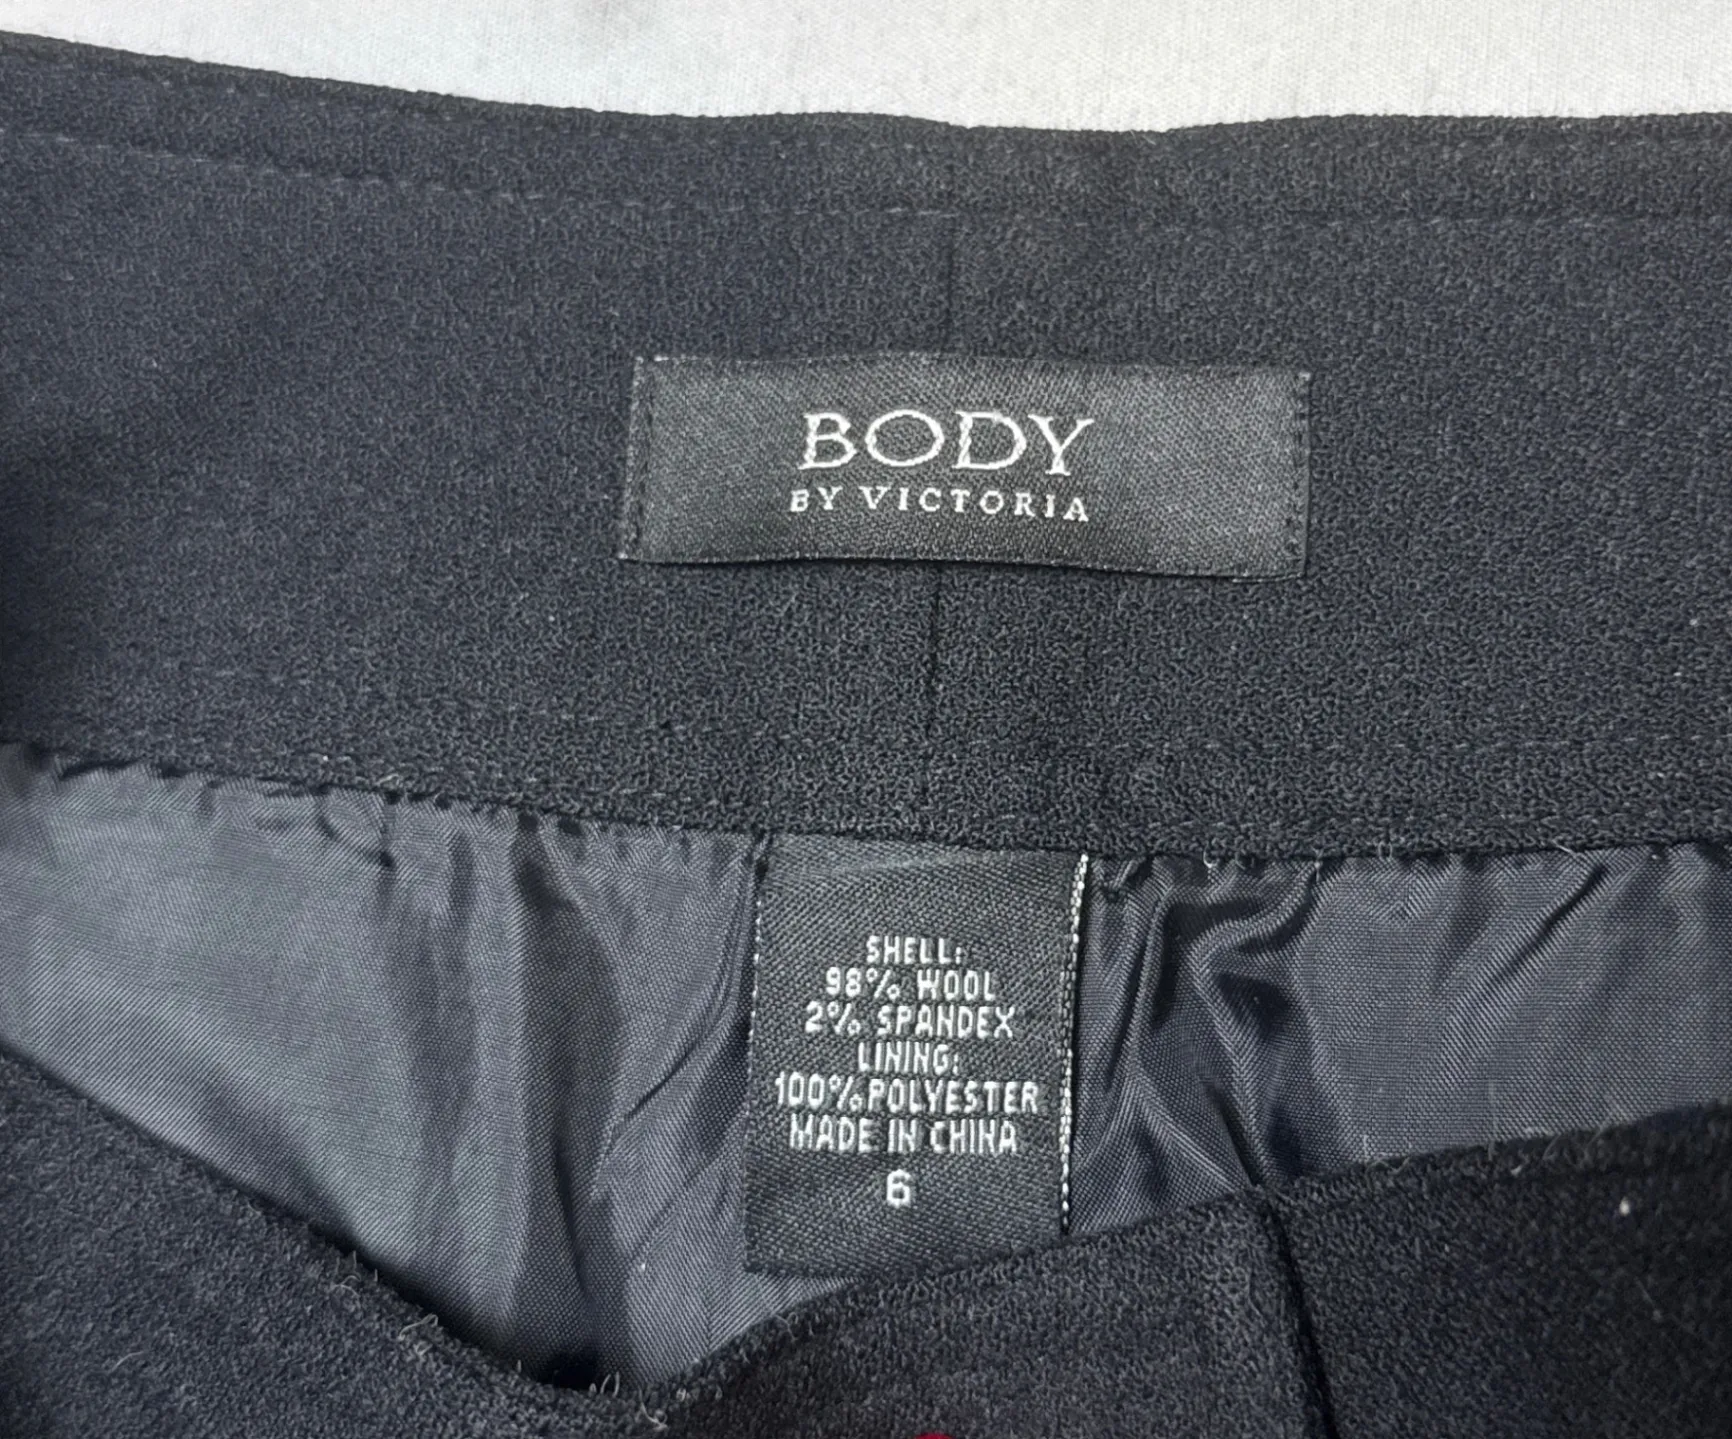 BODY
BY VICTORIA
SHELL:
98% WOOL
2% SPANDEX
LINING:
100% POLYESTER
MADE IN CHINA
6